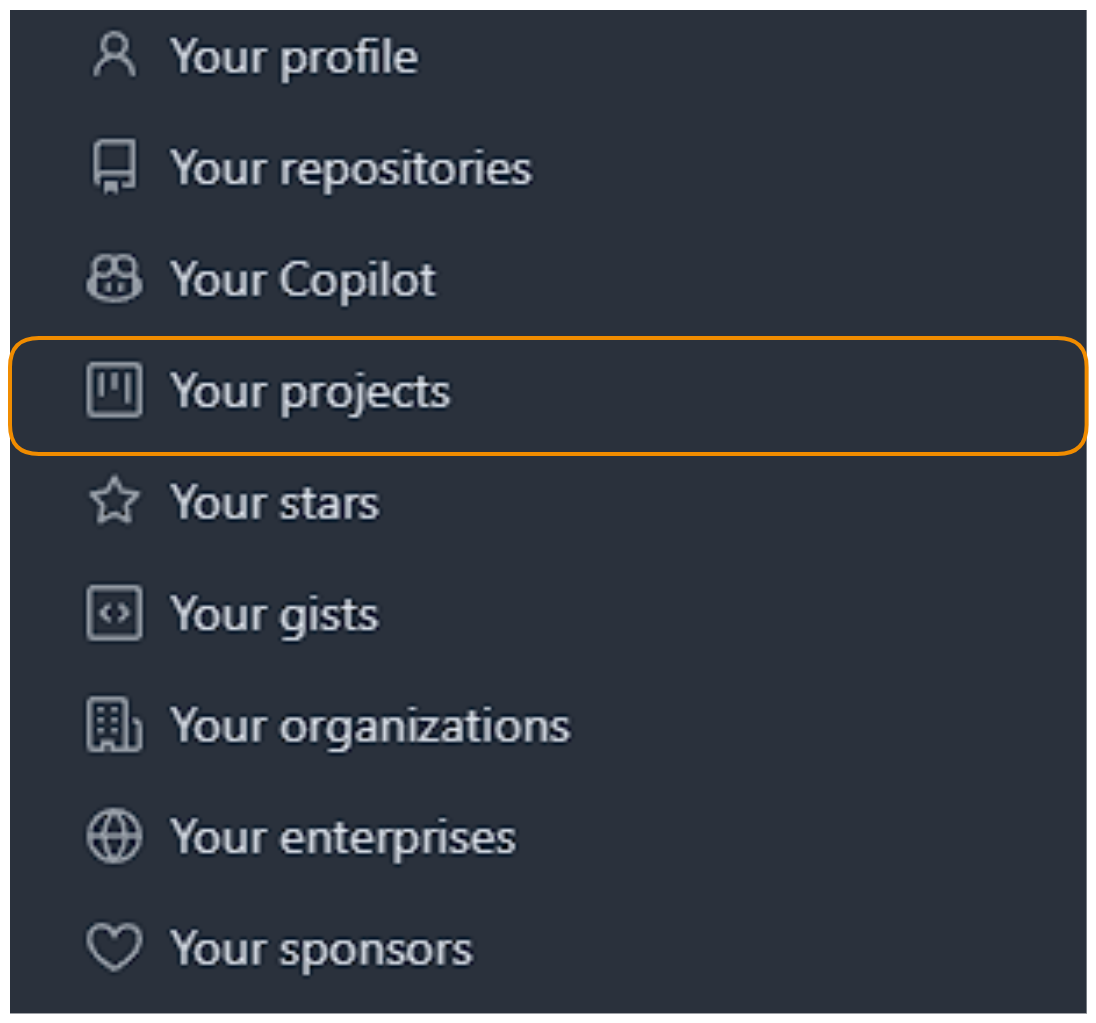 Your profile
Your repositories
Your Copilot
Your projects
Your stars
Your gists
Your organizations
Your enterprises
Your sponsors